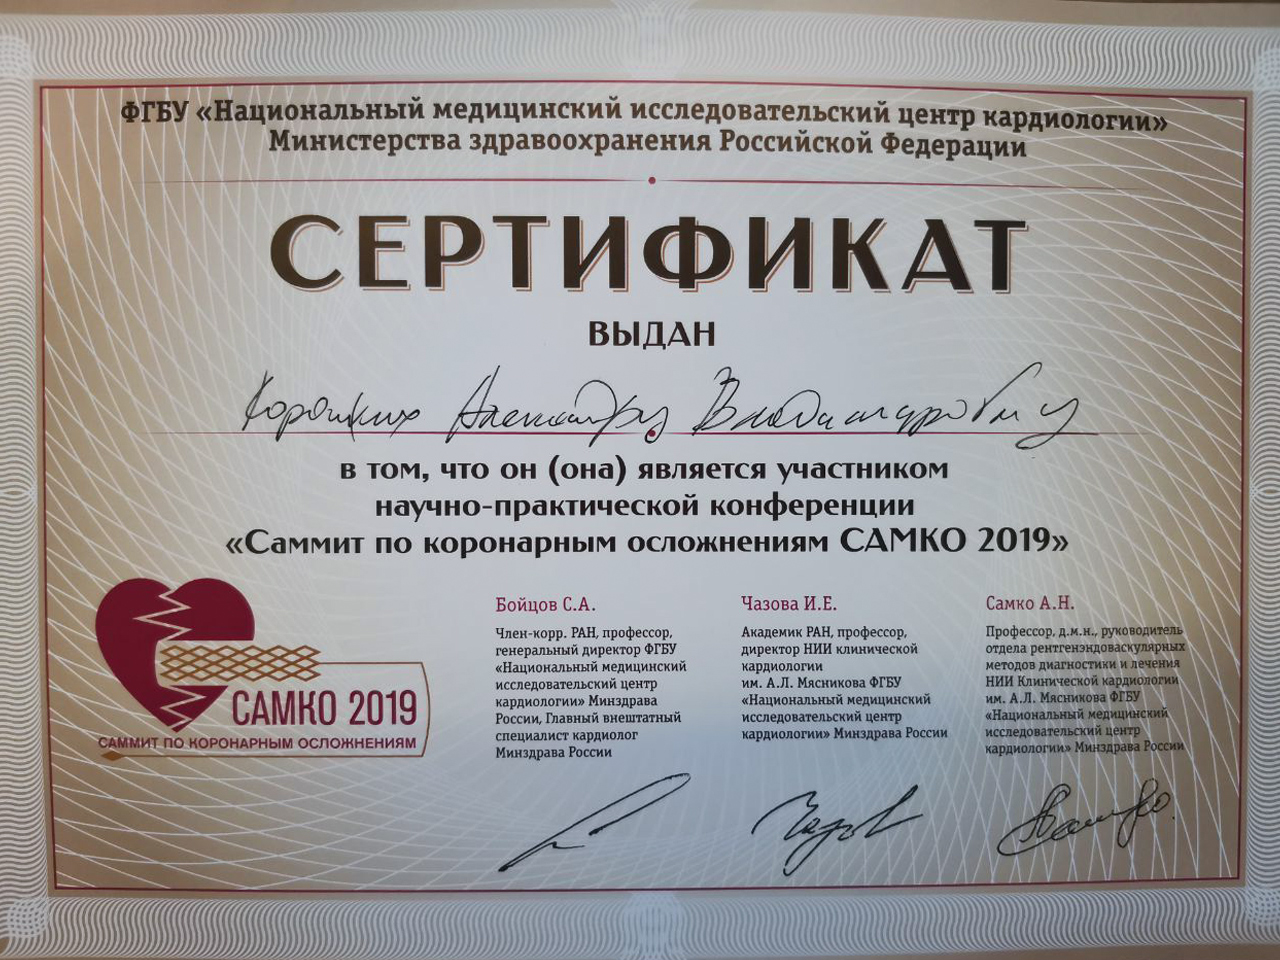 ФГБУ «Национальный медицинский исследовательский центр кардиологии»
Министерства здравоохранения Российской Федерации
СЕРТИФИКАТ
ВЫДАН
Коротких Александру Владимировичу
в том, что он (она) является участником
научно-практической конференции
«Саммит по коронарным осложнениям САМКО 2019»
САМКО 2019
САММИТ ПО КОРОНАРНЫМ ОСЛОЖНЕНИЯМ
Бойцов С.А.
Член-корр. РАН, профессор,
генеральный директор ФГБУ
«Национальный медицинский
исследовательский центр
кардиологии» Минздрава
России, Главный внештатный
специалист кардиолог
Минздрава России
Чазова И.Е.
Академик РАН, профессор,
директор НИИ клинической
кардиологии
им. А.Л. Мясникова ФГБУ
«Национальный медицинский
исследовательский центр
кардиологии» Минздрава России
Самко А.Н.
Профессор, д.м.н., руководитель
отдела рентгенэндоваскулярных
методов диагностики и лечения
НИИ Клинической кардиологии
им. А.Л. Мясникова ФГБУ
«Национальный медицинский
исследовательский центр
кардиологии» Минздрава России